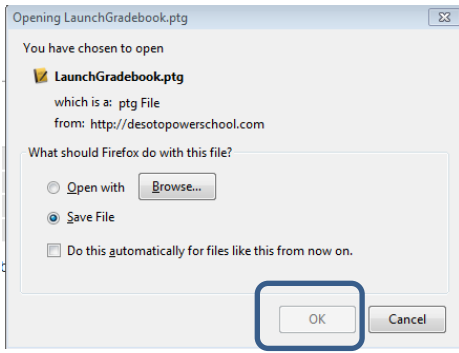 Opening LaunchGradebook.ptg
You have chosen to open
LaunchGradebook.ptg
which is a: ptg File
from: http://desotopowerschool.com
What should Firefox do with this file?
Open with Browse...
Save File
Do this automatically for files like this from now on.
OK Cancel